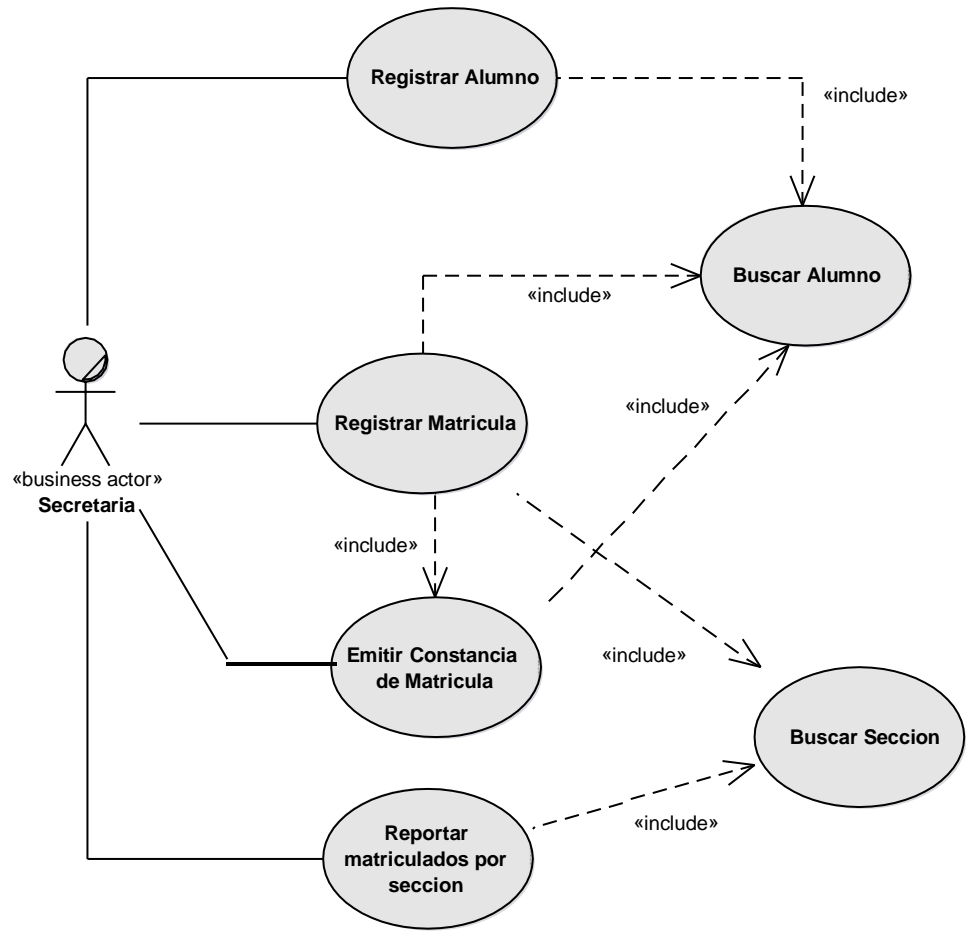 Registrar Alumno
«include»
Buscar Alumno
«include»
Registrar Matricula
«include»
«business actor»
Secretaria
«include»
«include»
Emitir Constancia
de Matricula
Buscar Seccion
«include»
Reportar
matriculados por
seccion